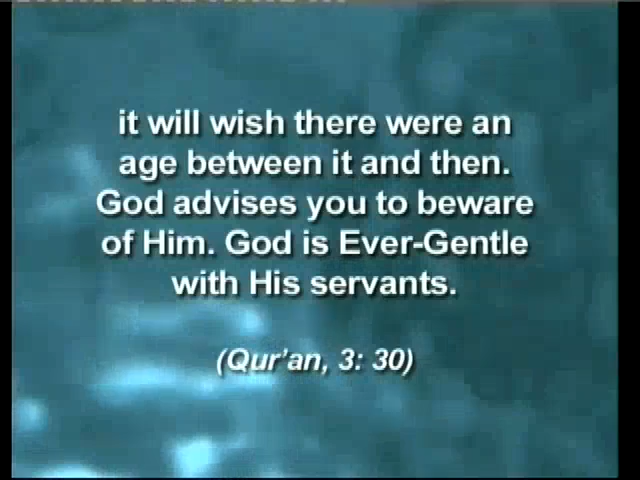 it will wish there were an
age between it and then.
God advises you to beware
of Him. God is Ever-Gentle
with His servants.
(Qur'an, 3: 30)